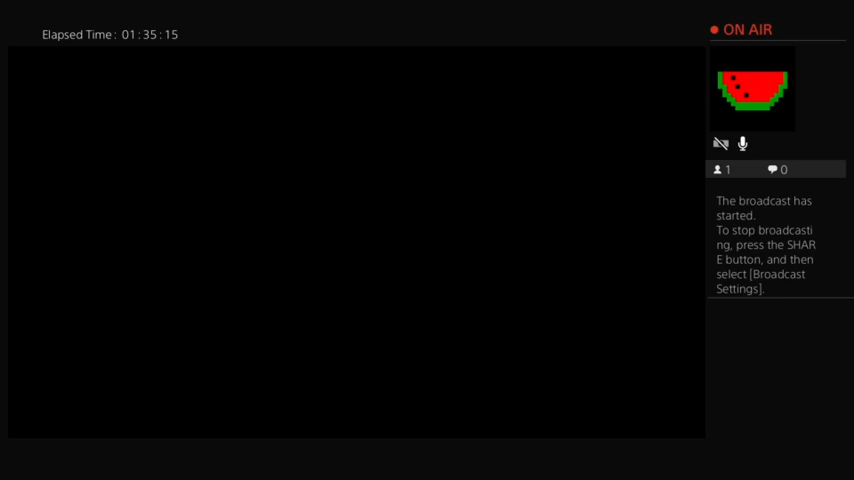 Elapsed Time: 01:35:15
ON AIR
1 0
The broadcast has
started.
To stop broadcasti
ng, press the SHAR
E button, and then
select [Broadcast
Settings].